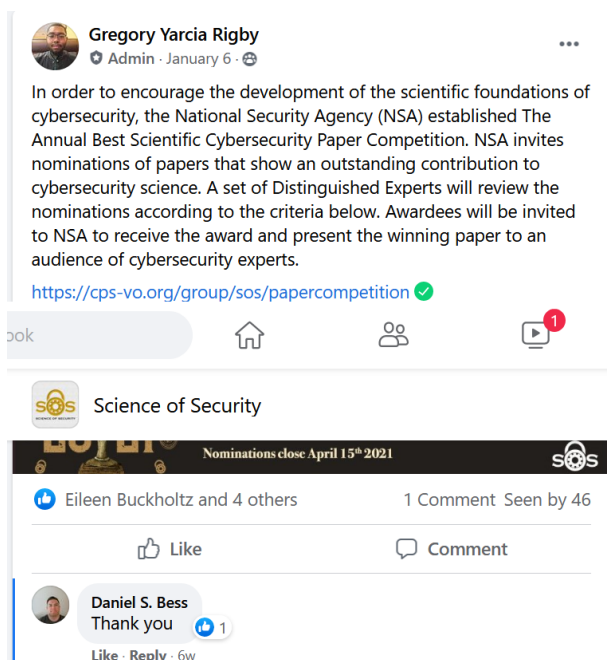 Gregory Yarcia Rigby
Admin · January 6 ·
In order to encourage the development of the scientific foundations of
cybersecurity, the National Security Agency (NSA) established The
Annual Best Scientific Cybersecurity Paper Competition. NSA invites
nominations of papers that show an outstanding contribution to
cybersecurity science. A set of Distinguished Experts will review the
nominations according to the criteria below. Awardees will be invited
to NSA to receive the award and present the winning paper to an
audience of cybersecurity experts.
https://cps-vo.org/group/sos/papercompetition
ook
1
SOS
SCIENCE OF SECURITY
Science of Security
Nominations close April 15th 2021
SOS
Eileen Buckholtz and 4 others 1 Comment Seen by 46
Like Comment
Daniel S. Bess
Thank you 1
Like · Reply · 6w